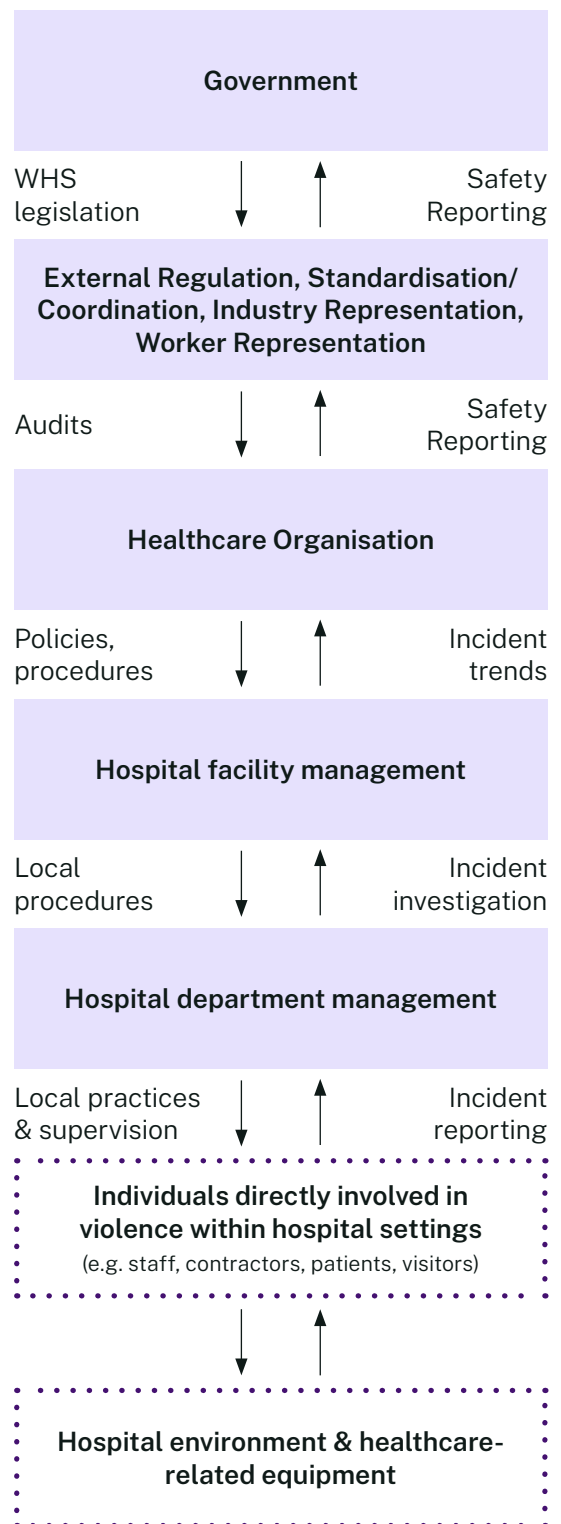 Government
WHS
legislation
Safety
Reporting
External Regulation, Standardisation/
Coordination, Industry Representation,
Worker Representation
Audits
Safety
Reporting
Healthcare Organisation
Policies,
procedures
Incident
trends
Hospital facility management
Local
procedures
Incident
investigation
Hospital department management
Local practices
& supervision
Incident
reporting
Individuals directly involved in
violence within hospital settings
(e.g. staff, contractors, patients, visitors)
Hospital environment & healthcare-
related equipment